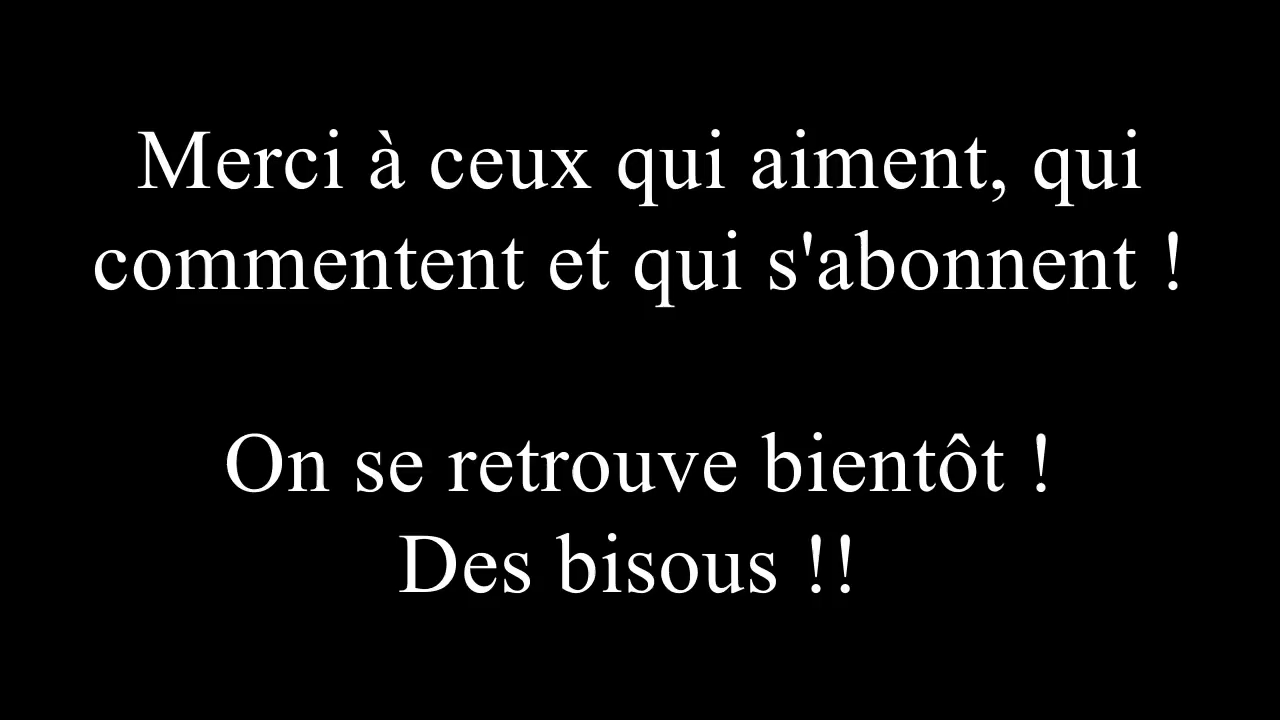 Merci à ceux qui aiment, qui
commentent et qui s'abonnent !
On se retrouve bientôt !
Des bisous !!